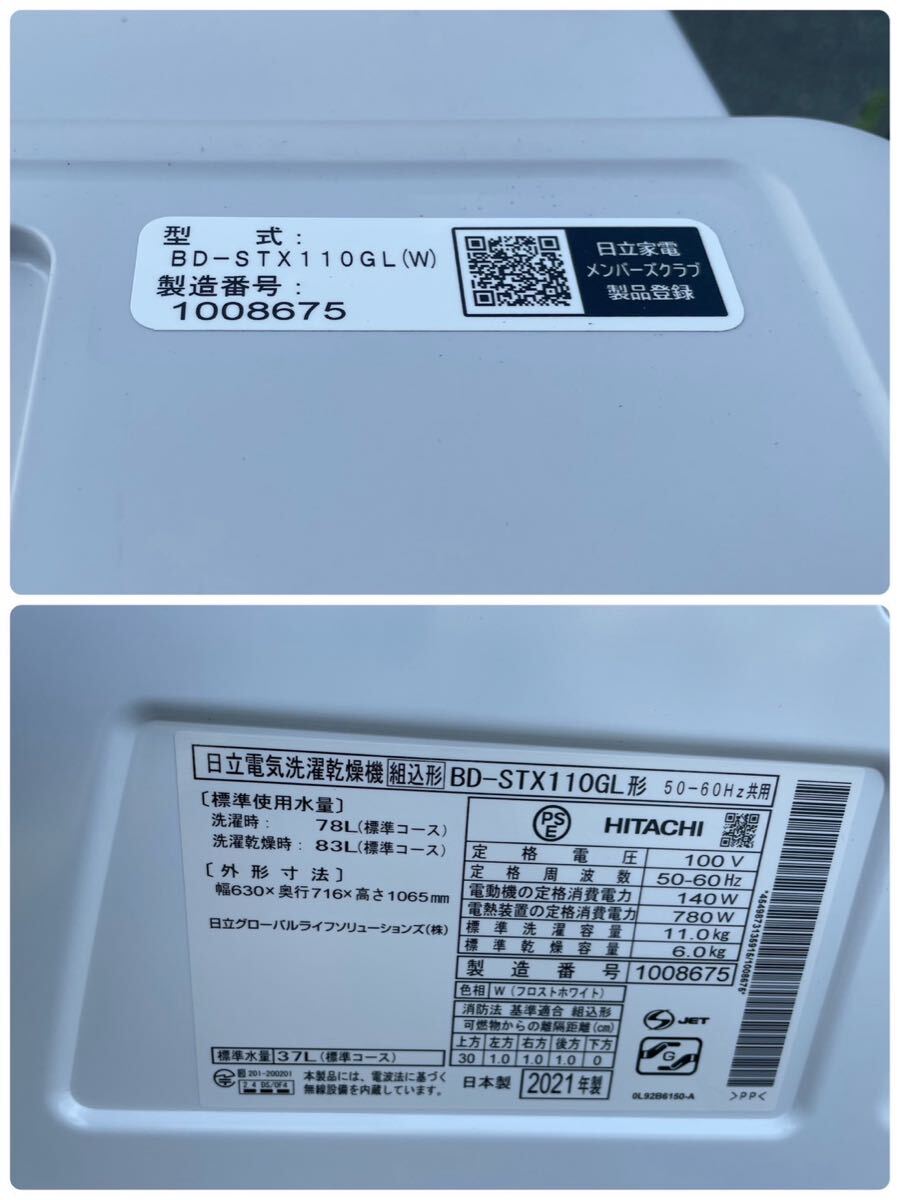 型 式 :
BD-STX110GL(W)
製造番号 :
1008675
日立家電
メンバーズクラブ
製品登録
日立電気洗濯乾燥機 組込形 BD-STX110GL形 50-60Hz共用
〔標準使用水量〕
洗濯時: 78L(標準コース)
洗濯乾燥時: 83L(標準コース)
〔外形寸法〕
幅630×奥行716×高さ1065mm
日立グローバルライフソリューションズ(株)
標準水量 37L(標準コース)
201-200201
2.4 DS/OF4
本製品には、電波法に基づく
無線設備を内蔵しています。
PS
E
HITACHI
定格電圧 100V
定格周波数 50-60Hz
電動機の定格消費電力 140W
電熱装置の定格消費電力 780W
標準洗濯容量 11.0kg
標準乾燥容量 6.0kg
製造番号 1008675
色相 W(フロストホワイト)
消防法 基準適合 組込形
可燃物からの離隔距離(cm)
上方 左方 右方 後方 下方
30 1.0 1.0 1.0 0
日本製 2021年製
JET
G
0L92B6150-A
>PP<